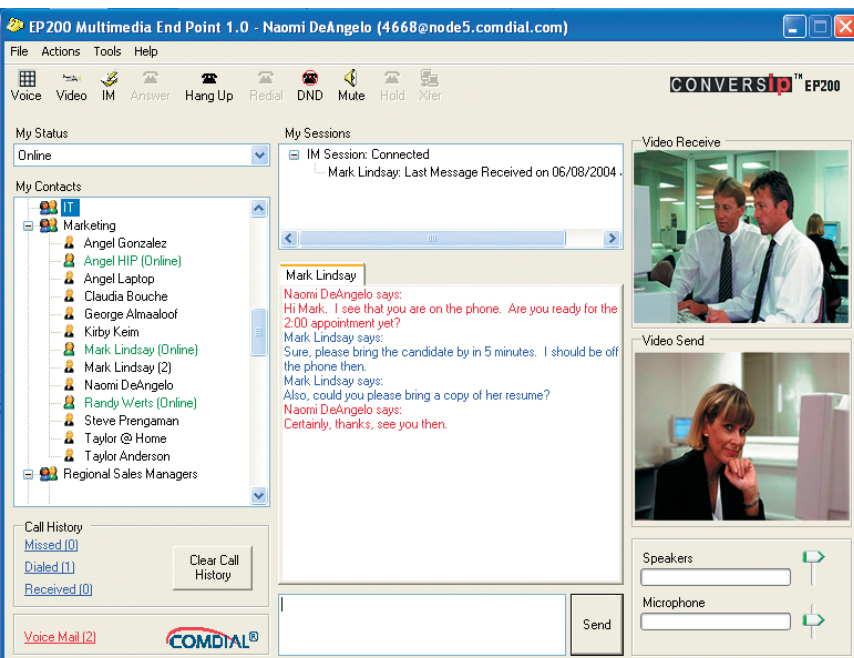 EP200 Multimedia End Point 1.0 - Naomi DeAngelo (4668@node5.comdial.com)
File Actions Tools Help
Voice Video IM Answer Hang Up Redial DND Mute Hold Xfer
CONVERSIP™ EP200
My Status
Online
My Contacts
IT
Marketing
Angel Gonzalez
Angel HIP (Online)
Angel Laptop
Claudia Bouche
George Almaaloof
Kirby Keim
Mark Lindsay (Online)
Mark Lindsay (2)
Naomi DeAngelo
Randy Werts (Online)
Steve Prengaman
Taylor @ Home
Taylor Anderson
Regional Sales Managers
Call History
Missed (0)
Dialed (1)
Received (0)
Clear Call
History
Voice Mail (2)
COMDIAL®
My Sessions
IM Session: Connected
Mark Lindsay: Last Message Received on 06/08/2004
Mark Lindsay
Naomi DeAngelo says:
Hi Mark. I see that you are on the phone. Are you ready for the
2:00 appointment yet?
Mark Lindsay says:
Sure, please bring the candidate by in 5 minutes. I should be off
the phone then.
Mark Lindsay says:
Also, could you please bring a copy of her resume?
Naomi DeAngelo says:
Certainly, thanks, see you then.
Send
Video Receive
Video Send
Speakers
Microphone